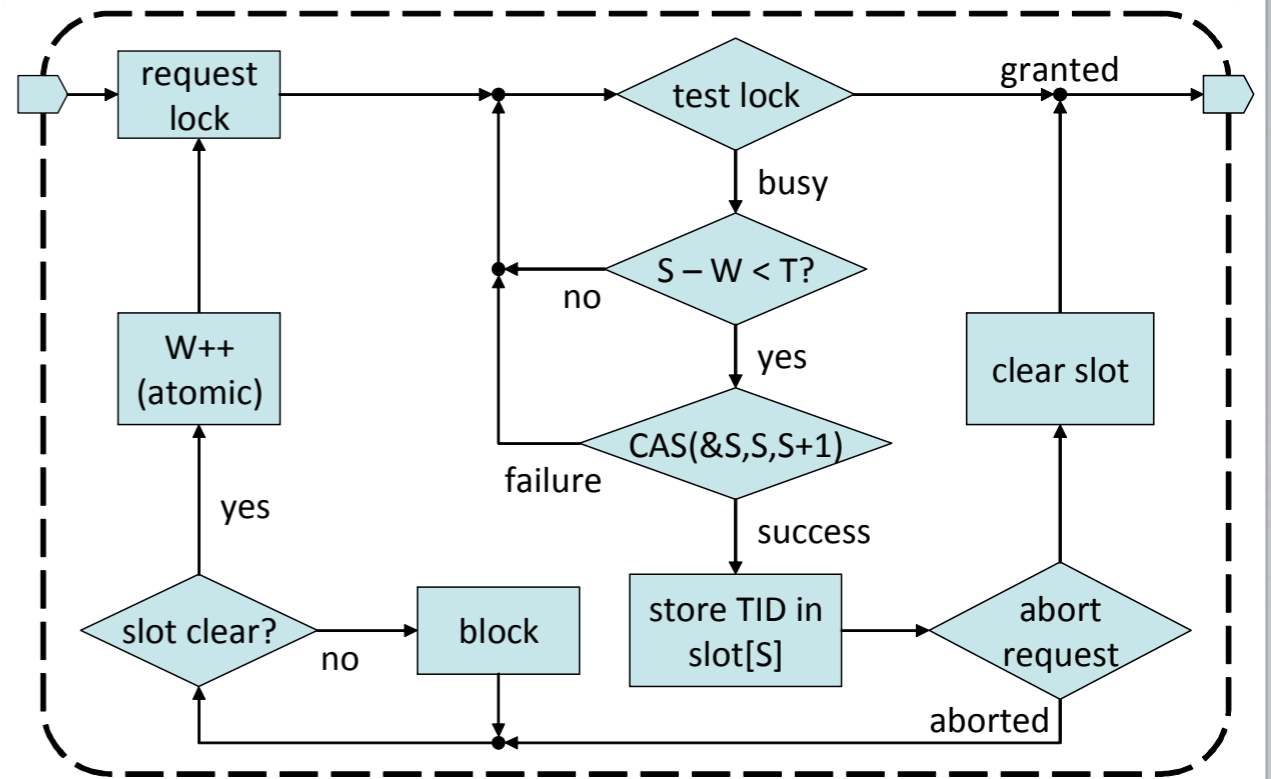 request
lock
test lock
granted
busy
S – W < T?
no
yes
W++
(atomic)
clear slot
CAS(&S,S,S+1)
failure
yes
success
slot clear?
no
block
store TID in
slot[S]
abort
request
aborted